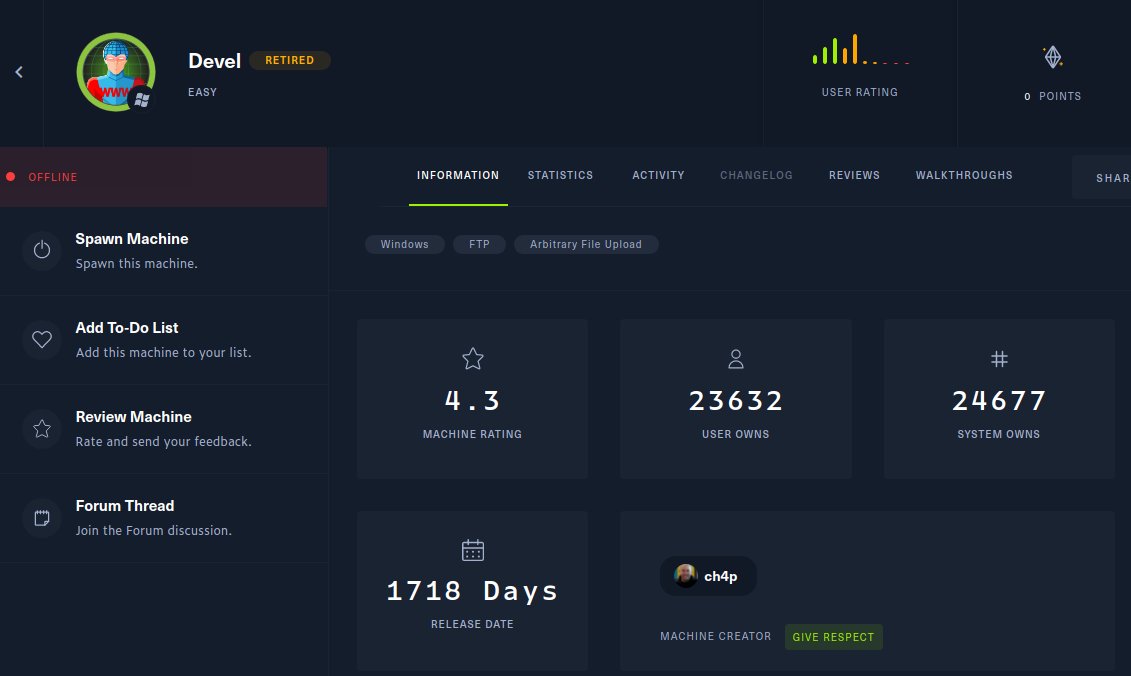 Devel RETIRED
EASY
WWW
USER RATING
0 POINTS
OFFLINE
INFORMATION STATISTICS ACTIVITY CHANGELOG REVIEWS WALKTHROUGHS SHAR
Windows FTP Arbitrary File Upload
Spawn Machine
Spawn this machine.
Add To-Do List
Add this machine to your list.
Review Machine
Rate and send your feedback.
Forum Thread
Join the Forum discussion.
4.3 23632 24677
MACHINE RATING USER OWNS SYSTEM OWNS
1718 Days
RELEASE DATE
ch4p
MACHINE CREATOR GIVE RESPECT